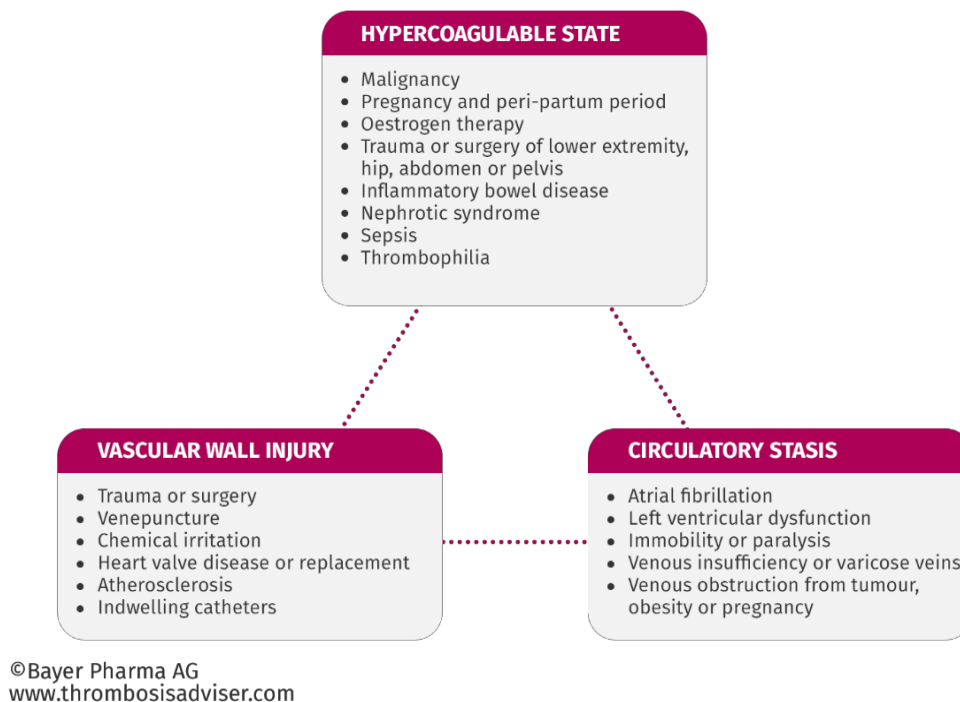 HYPERCOAGULABLE STATE
• Malignancy
• Pregnancy and peri-partum period
• Oestrogen therapy
• Trauma or surgery of lower extremity,
hip, abdomen or pelvis
• Inflammatory bowel disease
• Nephrotic syndrome
• Sepsis
• Thrombophilia
VASCULAR WALL INJURY
• Trauma or surgery
• Venepuncture
• Chemical irritation
• Heart valve disease or replacement
• Atherosclerosis
• Indwelling catheters
CIRCULATORY STASIS
• Atrial fibrillation
• Left ventricular dysfunction
• Immobility or paralysis
• Venous insufficiency or varicose veins
• Venous obstruction from tumour,
obesity or pregnancy
©Bayer Pharma AG
www.thrombosisadviser.com